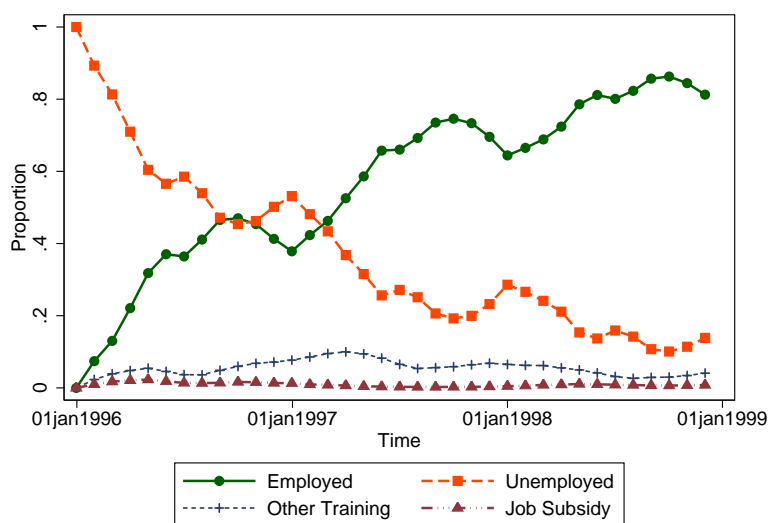 1
.8
.6
.4
.2
0
Proportion
01jan1996 01jan1997 01jan1998 01jan1999
Time
Employed Unemployed
Other Training Job Subsidy